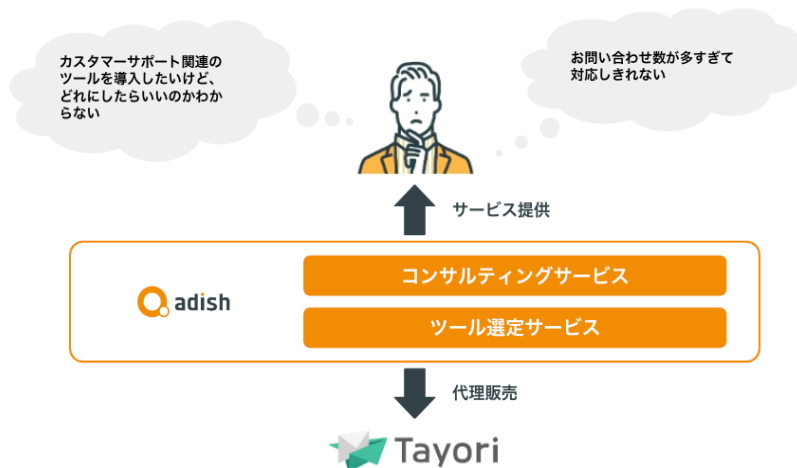 カスタマーサポート関連の
ツールを導入したいけど、
どれにしたらいいのかわか
らない
お問い合わせ数が多すぎて
対応しきれない
サービス提供
adish
コンサルティングサービス
ツール選定サービス
代理販売
Tayori